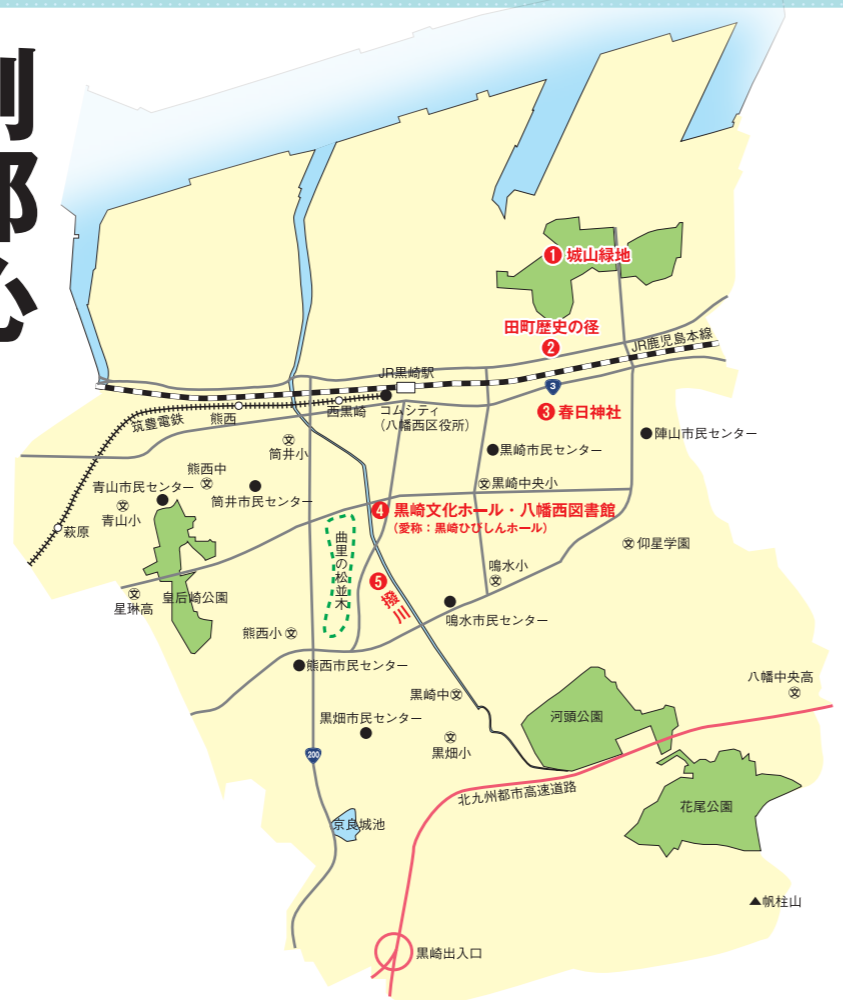 副都心
❶ 城山緑地
田町歴史の径
❷
JR鹿児島本線
JR黒崎駅
3
❸ 春日神社
筑豊電鉄
熊西
西黒崎
コムシティ
（八幡西区役所）
陣山市民センター
筒井小
黒崎市民センター
熊西中
青山市民センター
筒井市民センター
黒崎中央小
青山小
❹ 黒崎文化ホール・八幡西図書館
（愛称：黒崎ひびしんホール）
萩原
曲里の松並木
仰星学園
鳴水小
❺
撥川
星琳高
皇后崎公園
鳴水市民センター
熊西小
熊西市民センター
八幡中央高
黒崎中
黒畑市民センター
河頭公園
黒畑小
200
北九州都市高速道路
花尾公園
京良城池
▲帆柱山
黒崎出入口